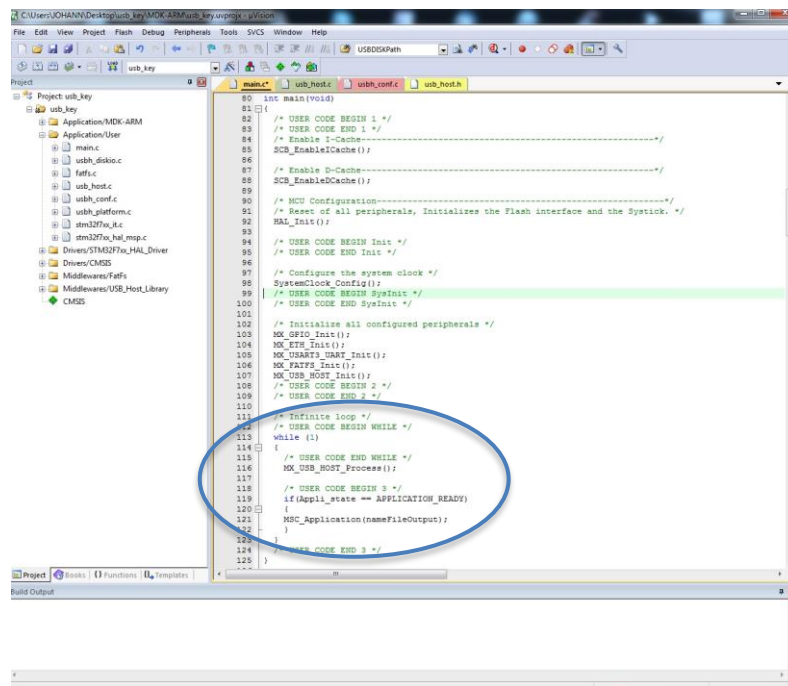 C:\Users\JOHANN\Desktop\usb_key\MDK-ARM\usb_key.uvprojx - µVision
File Edit View Project Flash Debug Peripherals Tools SVCS Window Help
USBDISKPath
usb_key
Project
main.c* usb_host.c usbh_conf.c usb_host.h
Project: usb_key
usb_key
Application/MDK-ARM
Application/User
main.c
usbh_diskio.c
fatfs.c
usb_host.c
usbh_conf.c
usbh_platform.c
stm32f7xx_it.c
stm32f7xx_hal_msp.c
Drivers/STM32F7xx_HAL_Driver
Drivers/CMSIS
Middlewares/FatFs
Middlewares/USB_Host_Library
CMSIS
80 int main(void)
81 {
82 /* USER CODE BEGIN 1 */
83 /* USER CODE END 1 */
84 /* Enable I-Cache---------------------------------------------------------*/
85 SCB_EnableICache();
86
87 /* Enable D-Cache---------------------------------------------------------*/
88 SCB_EnableDCache();
89
90 /* MCU Configuration----------------------------------------------------------*/
91 /* Reset of all peripherals, Initializes the Flash interface and the Systick. */
92 HAL_Init();
93
94 /* USER CODE BEGIN Init */
95 /* USER CODE END Init */
96
97 /* Configure the system clock */
98 SystemClock_Config();
99 /* USER CODE BEGIN SysInit */
100 /* USER CODE END SysInit */
101
102 /* Initialize all configured peripherals */
103 MX_GPIO_Init();
104 MX_ETH_Init();
105 MX_USART3_UART_Init();
106 MX_FATFS_Init();
107 MX_USB_HOST_Init();
108 /* USER CODE BEGIN 2 */
109 /* USER CODE END 2 */
110
111 /* Infinite loop */
112 /* USER CODE BEGIN WHILE */
113 while (1)
114 {
115 /* USER CODE END WHILE */
116 MX_USB_HOST_Process();
117
118 /* USER CODE BEGIN 3 */
119 if(Appli_state == APPLICATION_READY)
120 {
121 MSC_Application(nameFileOutput);
122 }
123 }
124 /* USER CODE END 3 */
125 }
Project Books {} Functions Templates
Build Output